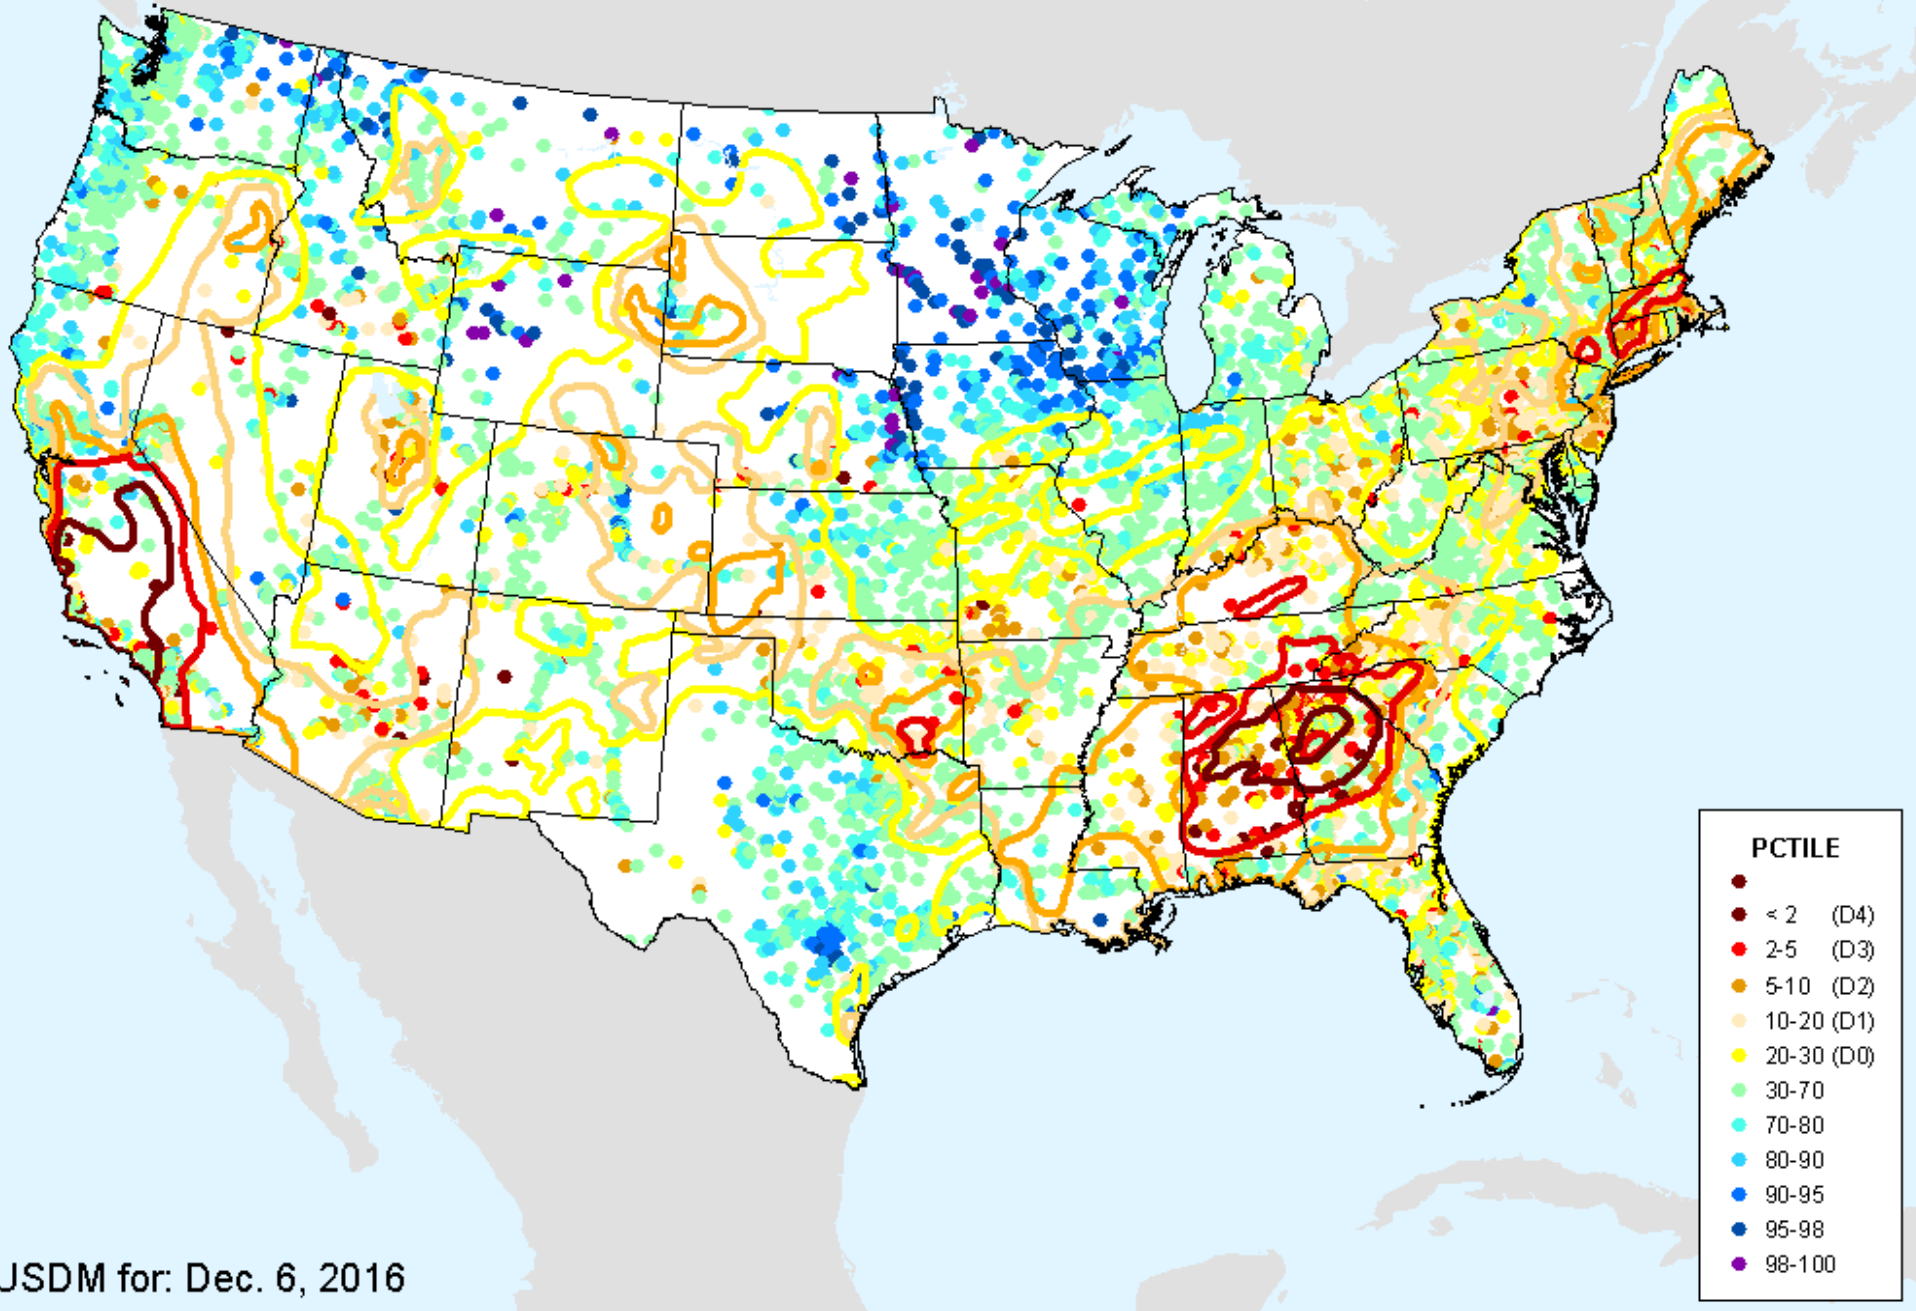 PCTILE
< 2 (D4)
2-5 (D3)
5-10 (D2)
10-20 (D1)
20-30 (D0)
30-70
70-80
80-90
90-95
95-98
98-100
USDM for: Dec. 6, 2016